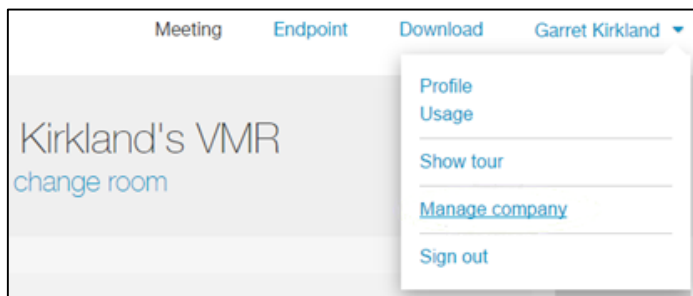 Meeting Endpoint Download Garret Kirkland
Profile
Usage
Kirkland's VMR
change room
Show tour
Manage company
Sign out